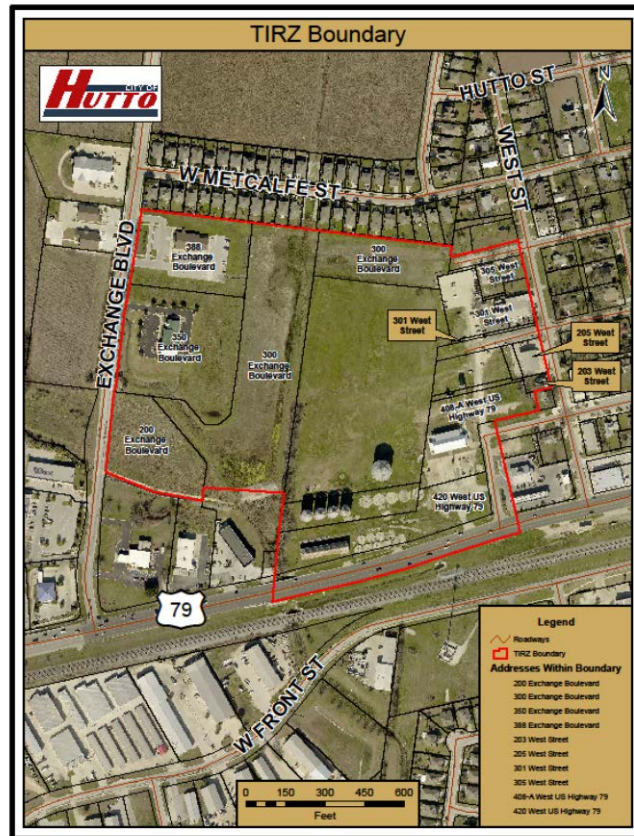 TIRZ Boundary
CITY OF
HUTTO
HUTTO ST
N
WEST ST
W METCALFE ST
EXCHANGE BLVD
388
Exchange
Boulevard
300
Exchange
Boulevard
305 West
Street
301 West
Street
301 West
Street
205 West
Street
350
Exchange
Boulevard
300
Exchange
Boulevard
203 West
Street
408-A West US
Highway 79
200
Exchange
Boulevard
420 West US
Highway 79
79
W FRONT ST
Legend
Roadways
TIRZ Boundary
Addresses Within Boundary
200 Exchange Boulevard
300 Exchange Boulevard
350 Exchange Boulevard
388 Exchange Boulevard
203 West Street
205 West Street
301 West Street
305 West Street
408-A West US Highway 79
420 West US Highway 79
0 150 300 450 600
Feet